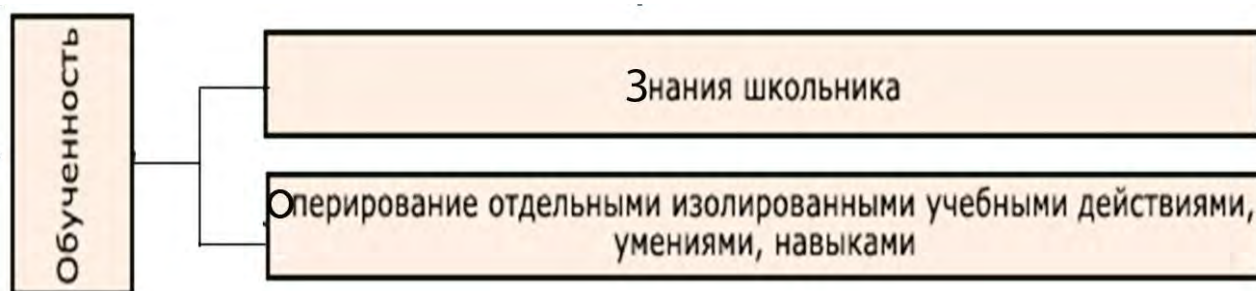 Обученность
Знания школьника
Оперирование отдельными изолированными учебными действиями,
умениями, навыками